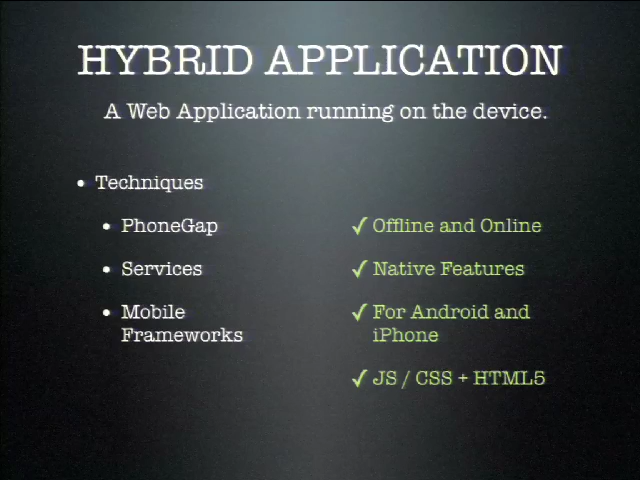 HYBRID APPLICATION
A Web Application running on the device.
• Techniques
• PhoneGap
• Services
• Mobile
Frameworks
✓ Offline and Online
✓ Native Features
✓ For Android and
iPhone
✓ JS / CSS + HTML5